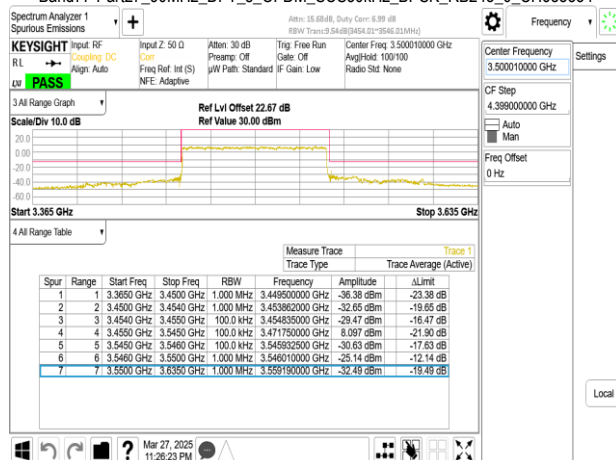 Spectrum Analyzer 1
Spurious Emissions
Attn: 15.68dB, Duty Corr: 6.99 dB
RBW Trans:9.54dB(3454.01~3546.01MHz)
Frequency
Settings
KEYSIGHT
RL
LXI PASS
Input: RF
Coupling: DC
Align: Auto
Input Z: 50 Ω
Corr
Freq Ref: Int (S)
NFE: Adaptive
Atten: 30 dB
Preamp: Off
µW Path: Standard
Trig: Free Run
Gate: Off
IF Gain: Low
Center Freq: 3.500010000 GHz
Avg|Hold: 100/100
Radio Std: None
Center Frequency
3.500010000 GHz
CF Step
4.399000000 GHz
Auto
Man
Freq Offset
0 Hz
3 All Range Graph
Scale/Div 10.0 dB
Ref Lvl Offset 22.67 dB
Ref Value 30.00 dBm
20.0
0.00
-20.0
-40.0
-60.0
Start 3.365 GHz
Stop 3.635 GHz
4 All Range Table
Measure Trace Trace 1
Trace Type Trace Average (Active)
Spur Range Start Freq Stop Freq RBW Frequency Amplitude ΔLimit
1 1 3.3650 GHz 3.4500 GHz 1.000 MHz 3.449500000 GHz -36.38 dBm -23.38 dB
2 2 3.4500 GHz 3.4540 GHz 1.000 MHz 3.453862000 GHz -32.65 dBm -19.65 dB
3 3 3.4540 GHz 3.4550 GHz 100.0 kHz 3.454835000 GHz -29.47 dBm -16.47 dB
4 4 3.4550 GHz 3.5450 GHz 100.0 kHz 3.471750000 GHz 8.097 dBm -21.90 dB
5 5 3.5450 GHz 3.5460 GHz 100.0 kHz 3.545932500 GHz -30.63 dBm -17.63 dB
6 6 3.5460 GHz 3.5500 GHz 1.000 MHz 3.546010000 GHz -25.14 dBm -12.14 dB
7 7 3.5500 GHz 3.6350 GHz 1.000 MHz 3.559190000 GHz -32.49 dBm -19.49 dB
Local
Mar 27, 2025
11:26:23 PM